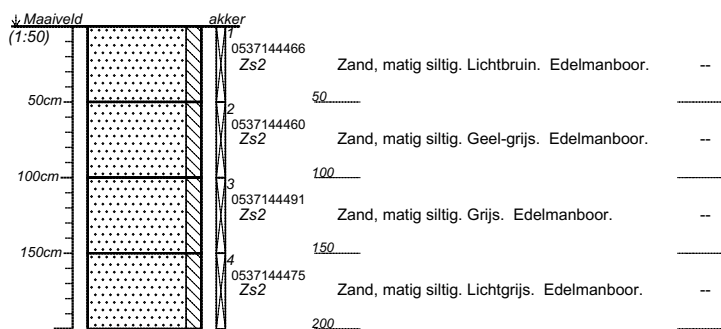 Maaiveld akker
(1:50) 1
0537144466
Zs2 Zand, matig siltig. Lichtbruin. Edelmanboor. --
50cm 50
2
0537144460
Zs2 Zand, matig siltig. Geel-grijs. Edelmanboor. --
100cm 100
3
0537144491
Zs2 Zand, matig siltig. Grijs. Edelmanboor. --
150cm 150
4
0537144475
Zs2 Zand, matig siltig. Lichtgrijs. Edelmanboor. --
200